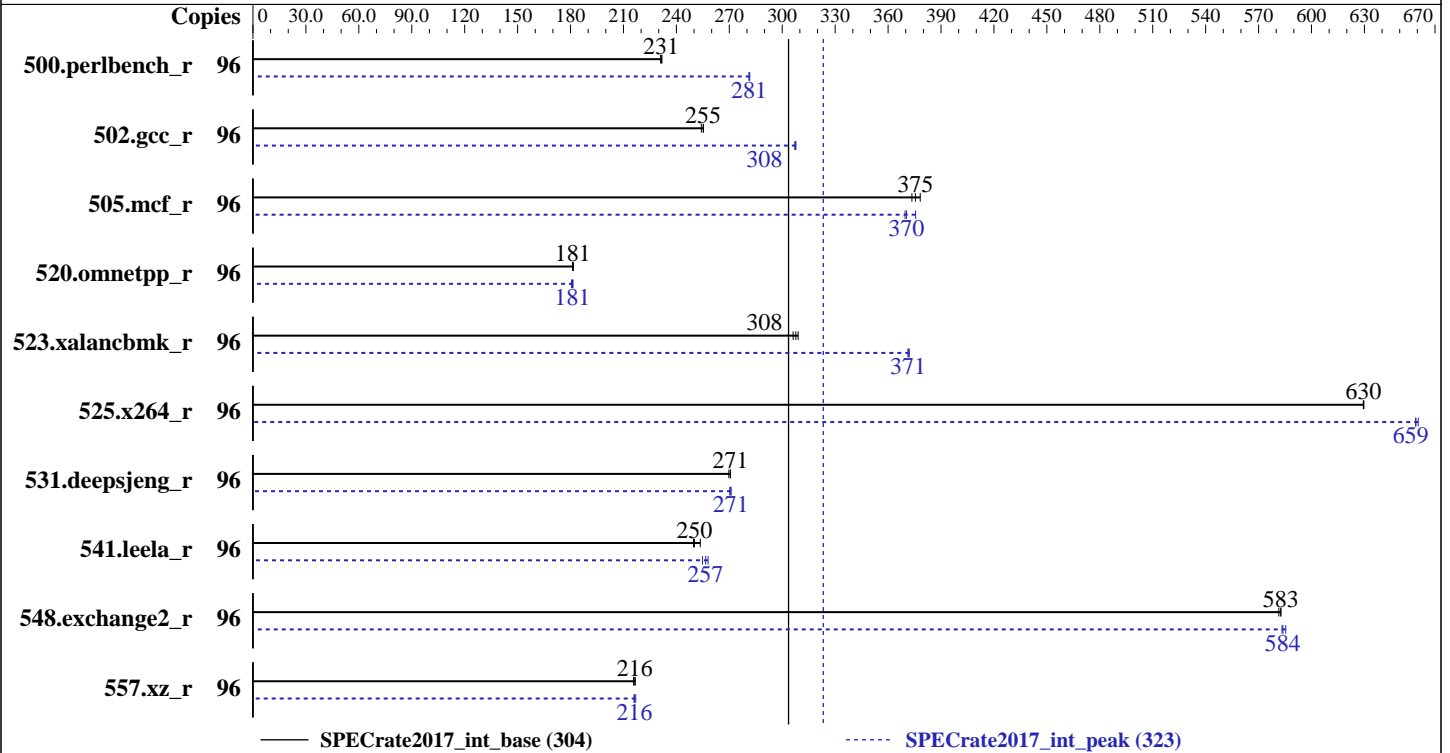 Copies 0 30.0 60.0 90.0 120 150 180 210 240 270 300 330 360 390 420 450 480 510 540 570 600 630 670
231
500.perlbench_r 96
281
255
502.gcc_r 96
308
375
505.mcf_r 96
370
181
520.omnetpp_r 96
181
308
523.xalancbmk_r 96
371
630
525.x264_r 96
659
271
531.deepsjeng_r 96
271
250
541.leela_r 96
257
583
548.exchange2_r 96
584
216
557.xz_r 96
216
SPECrate2017_int_base (304) SPECrate2017_int_peak (323)